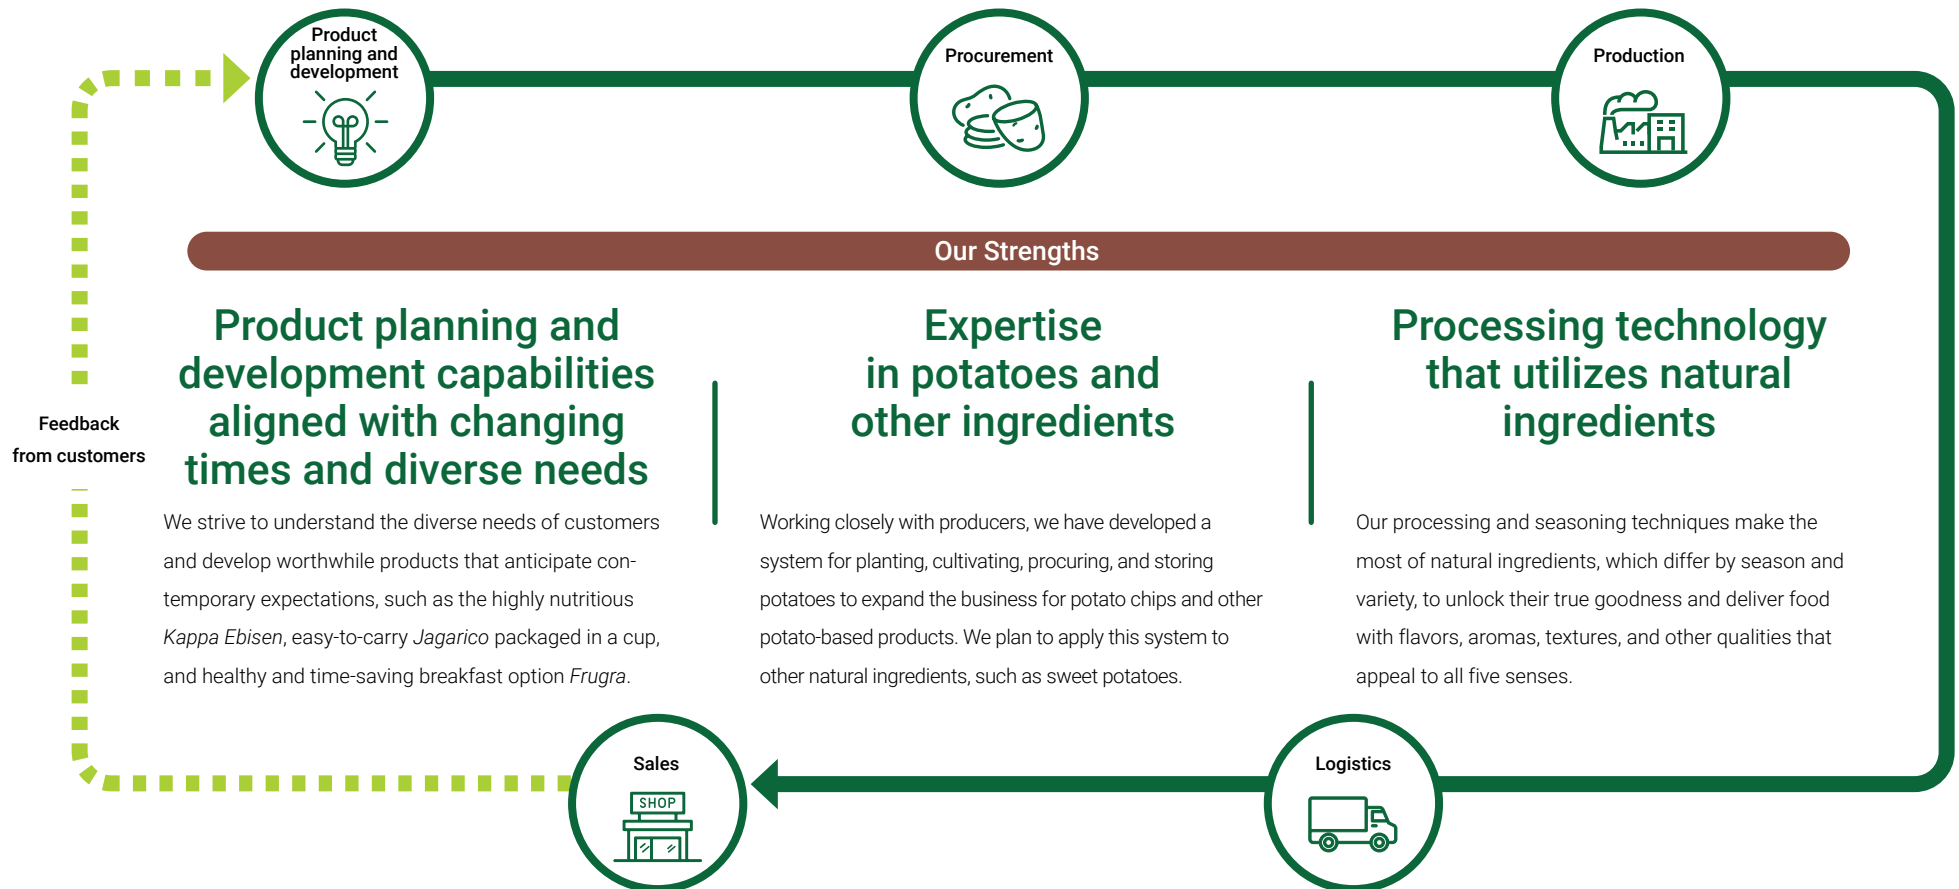 Product
planning and
development
Procurement
Production
Our Strengths
Product planning and
development capabilities
aligned with changing
times and diverse needs
We strive to understand the diverse needs of customers
and develop worthwhile products that anticipate con-
temporary expectations, such as the highly nutritious
Kappa Ebisen, easy-to-carry Jagarico packaged in a cup,
and healthy and time-saving breakfast option Frugra.
Expertise
in potatoes and
other ingredients
Working closely with producers, we have developed a
system for planting, cultivating, procuring, and storing
potatoes to expand the business for potato chips and other
potato-based products. We plan to apply this system to
other natural ingredients, such as sweet potatoes.
Processing technology
that utilizes natural
ingredients
Our processing and seasoning techniques make the
most of natural ingredients, which differ by season and
variety, to unlock their true goodness and deliver food
with flavors, aromas, textures, and other qualities that
appeal to all five senses.
Feedback
from customers
Sales
SHOP
Logistics